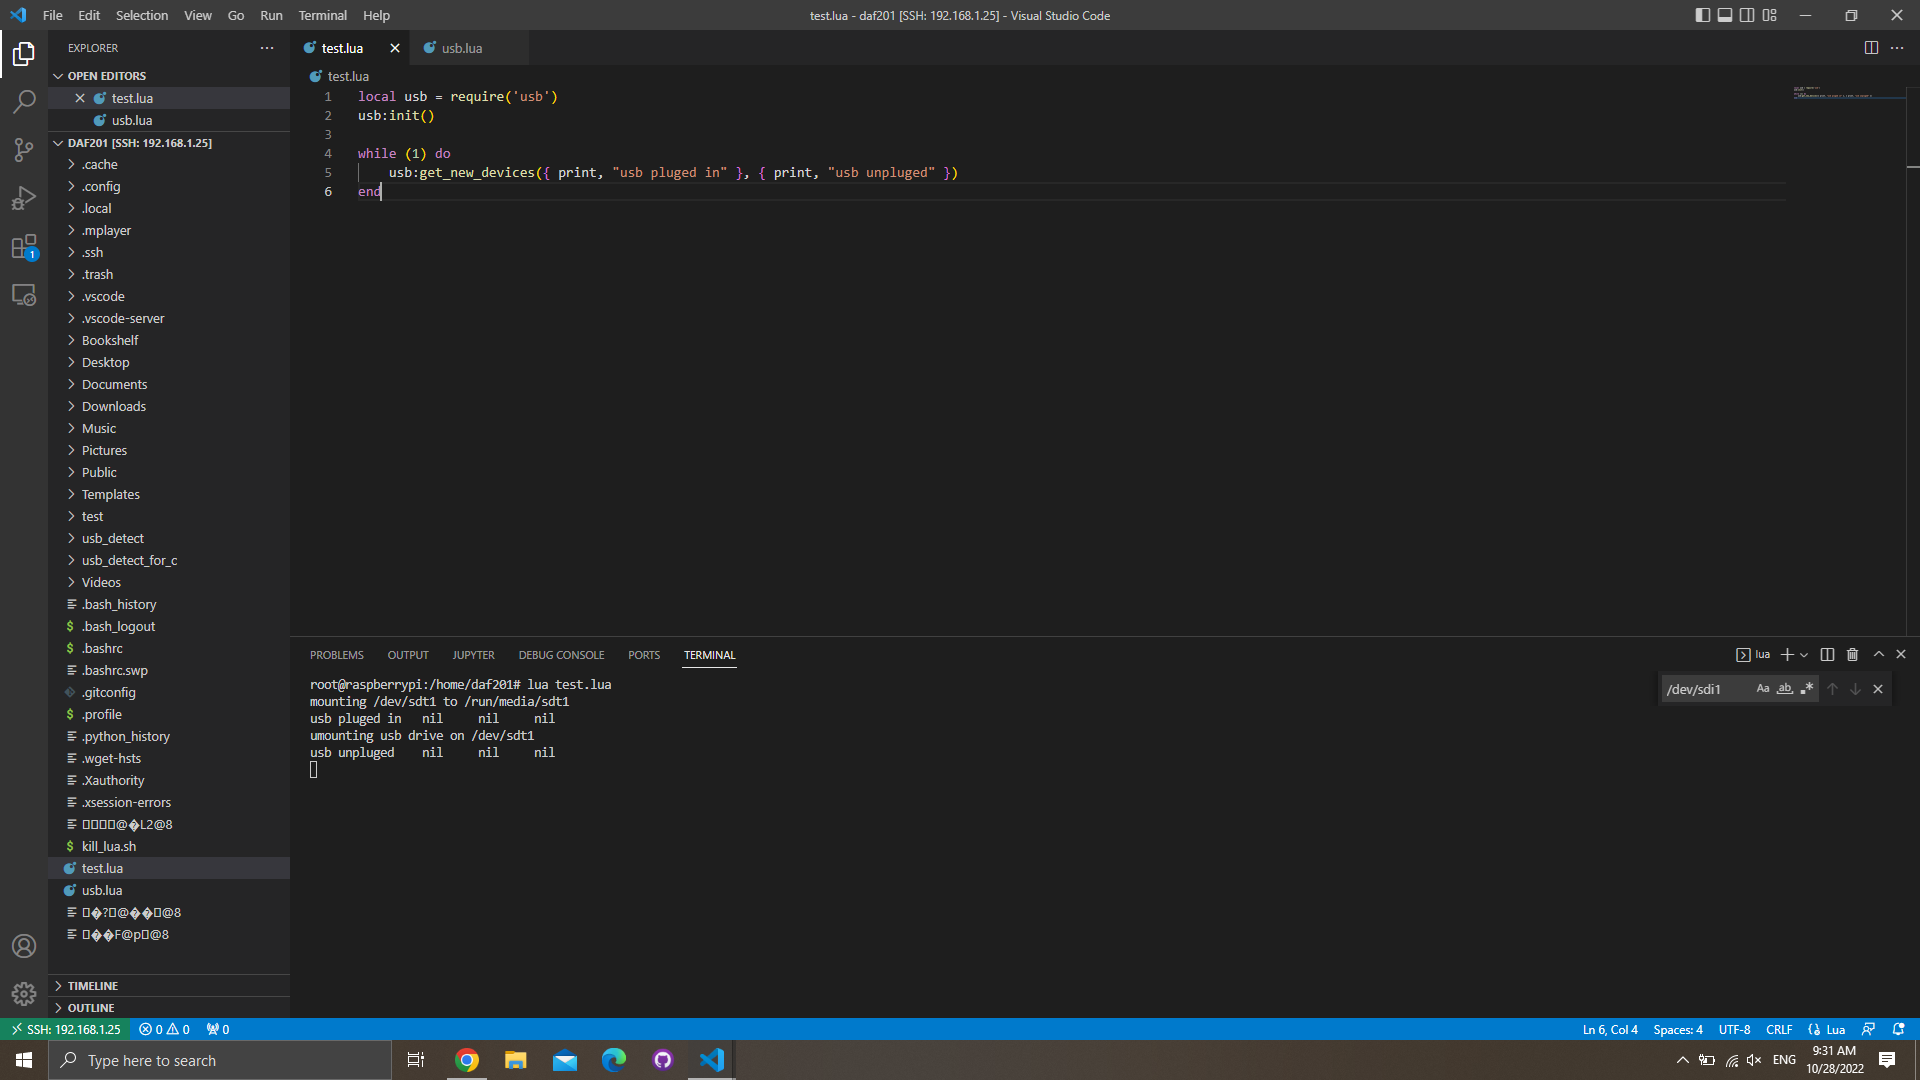 File Edit Selection View Go Run Terminal Help
test.lua - daf201 [SSH: 192.168.1.25] - Visual Studio Code
EXPLORER
OPEN EDITORS
test.lua
usb.lua
DAF201 [SSH: 192.168.1.25]
.cache
.config
.local
.mplayer
.ssh
.trash
.vscode
.vscode-server
Bookshelf
Desktop
Documents
Downloads
Music
Pictures
Public
Templates
test
usb_detect
usb_detect_for_c
Videos
.bash_history
.bash_logout
$ .bashrc
.bashrc.swp
.gitconfig
$ .profile
.python_history
.wget-hsts
.Xauthority
.xsession-errors
@�L2@8
$ kill_lua.sh
test.lua
usb.lua
�?@��@8
��F@p@8
TIMELINE
OUTLINE
test.lua usb.lua
test.lua
1 local usb = require('usb')
2 usb:init()
3
4 while (1) do
5 usb:get_new_devices({ print, "usb pluged in" }, { print, "usb unpluged" })
6 end
PROBLEMS OUTPUT JUPYTER DEBUG CONSOLE PORTS TERMINAL
lua
/dev/sdi1 Aa ab
root@raspberrypi:/home/daf201# lua test.lua
mounting /dev/sdt1 to /run/media/sdt1
usb pluged in nil nil nil
umounting usb drive on /dev/sdt1
usb unpluged nil nil nil
1
SSH: 192.168.1.25 0 0 0
Ln 6, Col 4 Spaces: 4 UTF-8 CRLF Lua
Type here to search
ENG
9:31 AM
10/28/2022